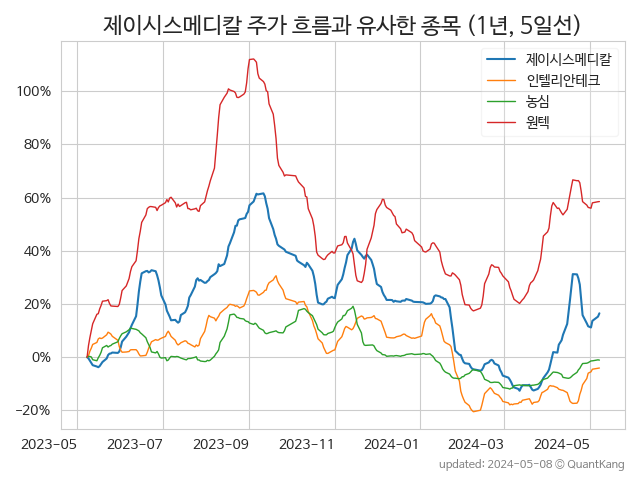 제이시스메디칼 주가 흐름과 유사한 종목 (1년, 5일선)
제이시스메디칼
인텔리안테크
농심
원텍
100%
80%
60%
40%
20%
0%
−20%
2023-05 2023-07 2023-09 2023-11 2024-01 2024-03 2024-05
updated: 2024-05-08 © QuantKang